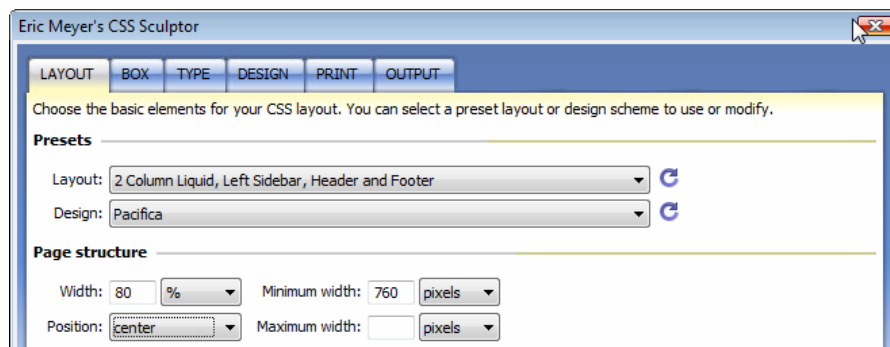 Eric Meyer's CSS Sculptor
LAYOUT BOX TYPE DESIGN PRINT OUTPUT
Choose the basic elements for your CSS layout. You can select a preset layout or design scheme to use or modify.
Presets
Layout: 2 Column Liquid, Left Sidebar, Header and Footer
Design: Pacifica
Page structure
Width: 80 % Minimum width: 760 pixels
Position: center Maximum width: pixels